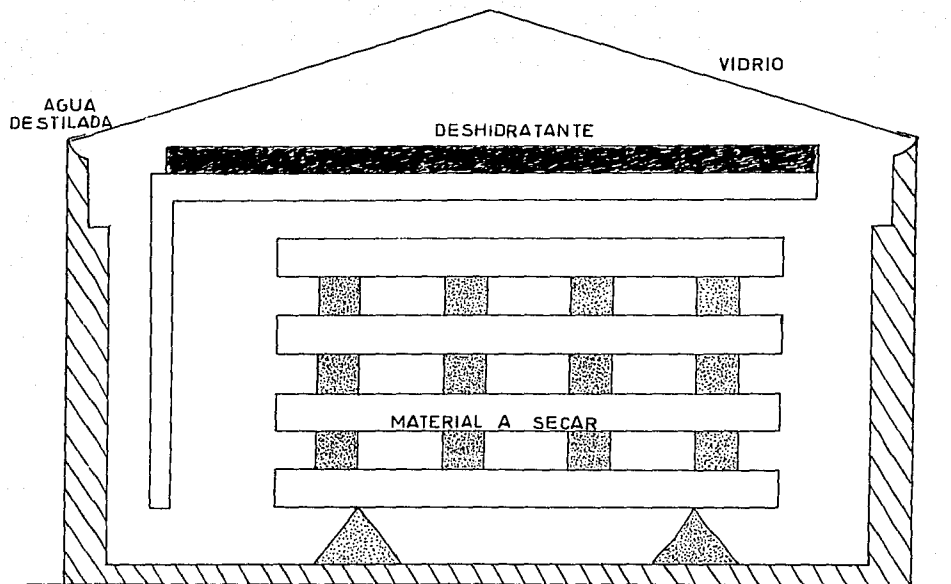 VIDRIO
AGUA
DESTILADA
DESHIDRATANTE
MATERIAL A SECAR